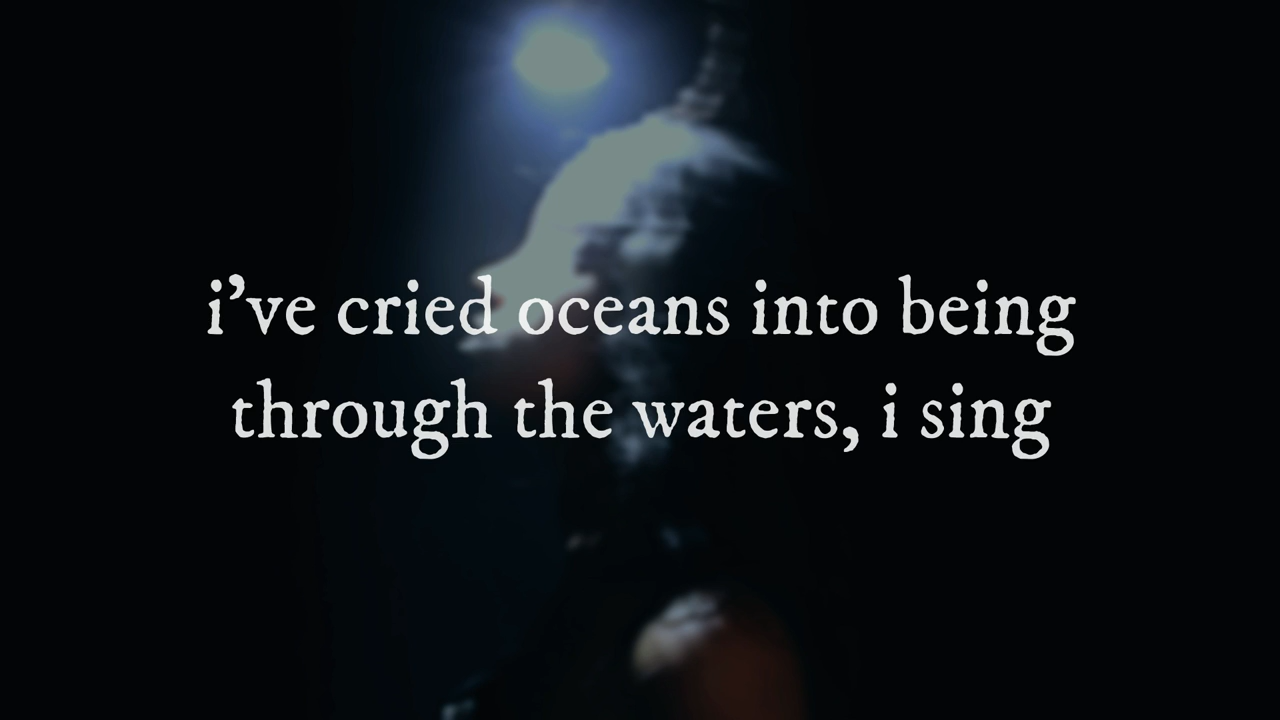 i’ve cried oceans into being
through the waters, i sing